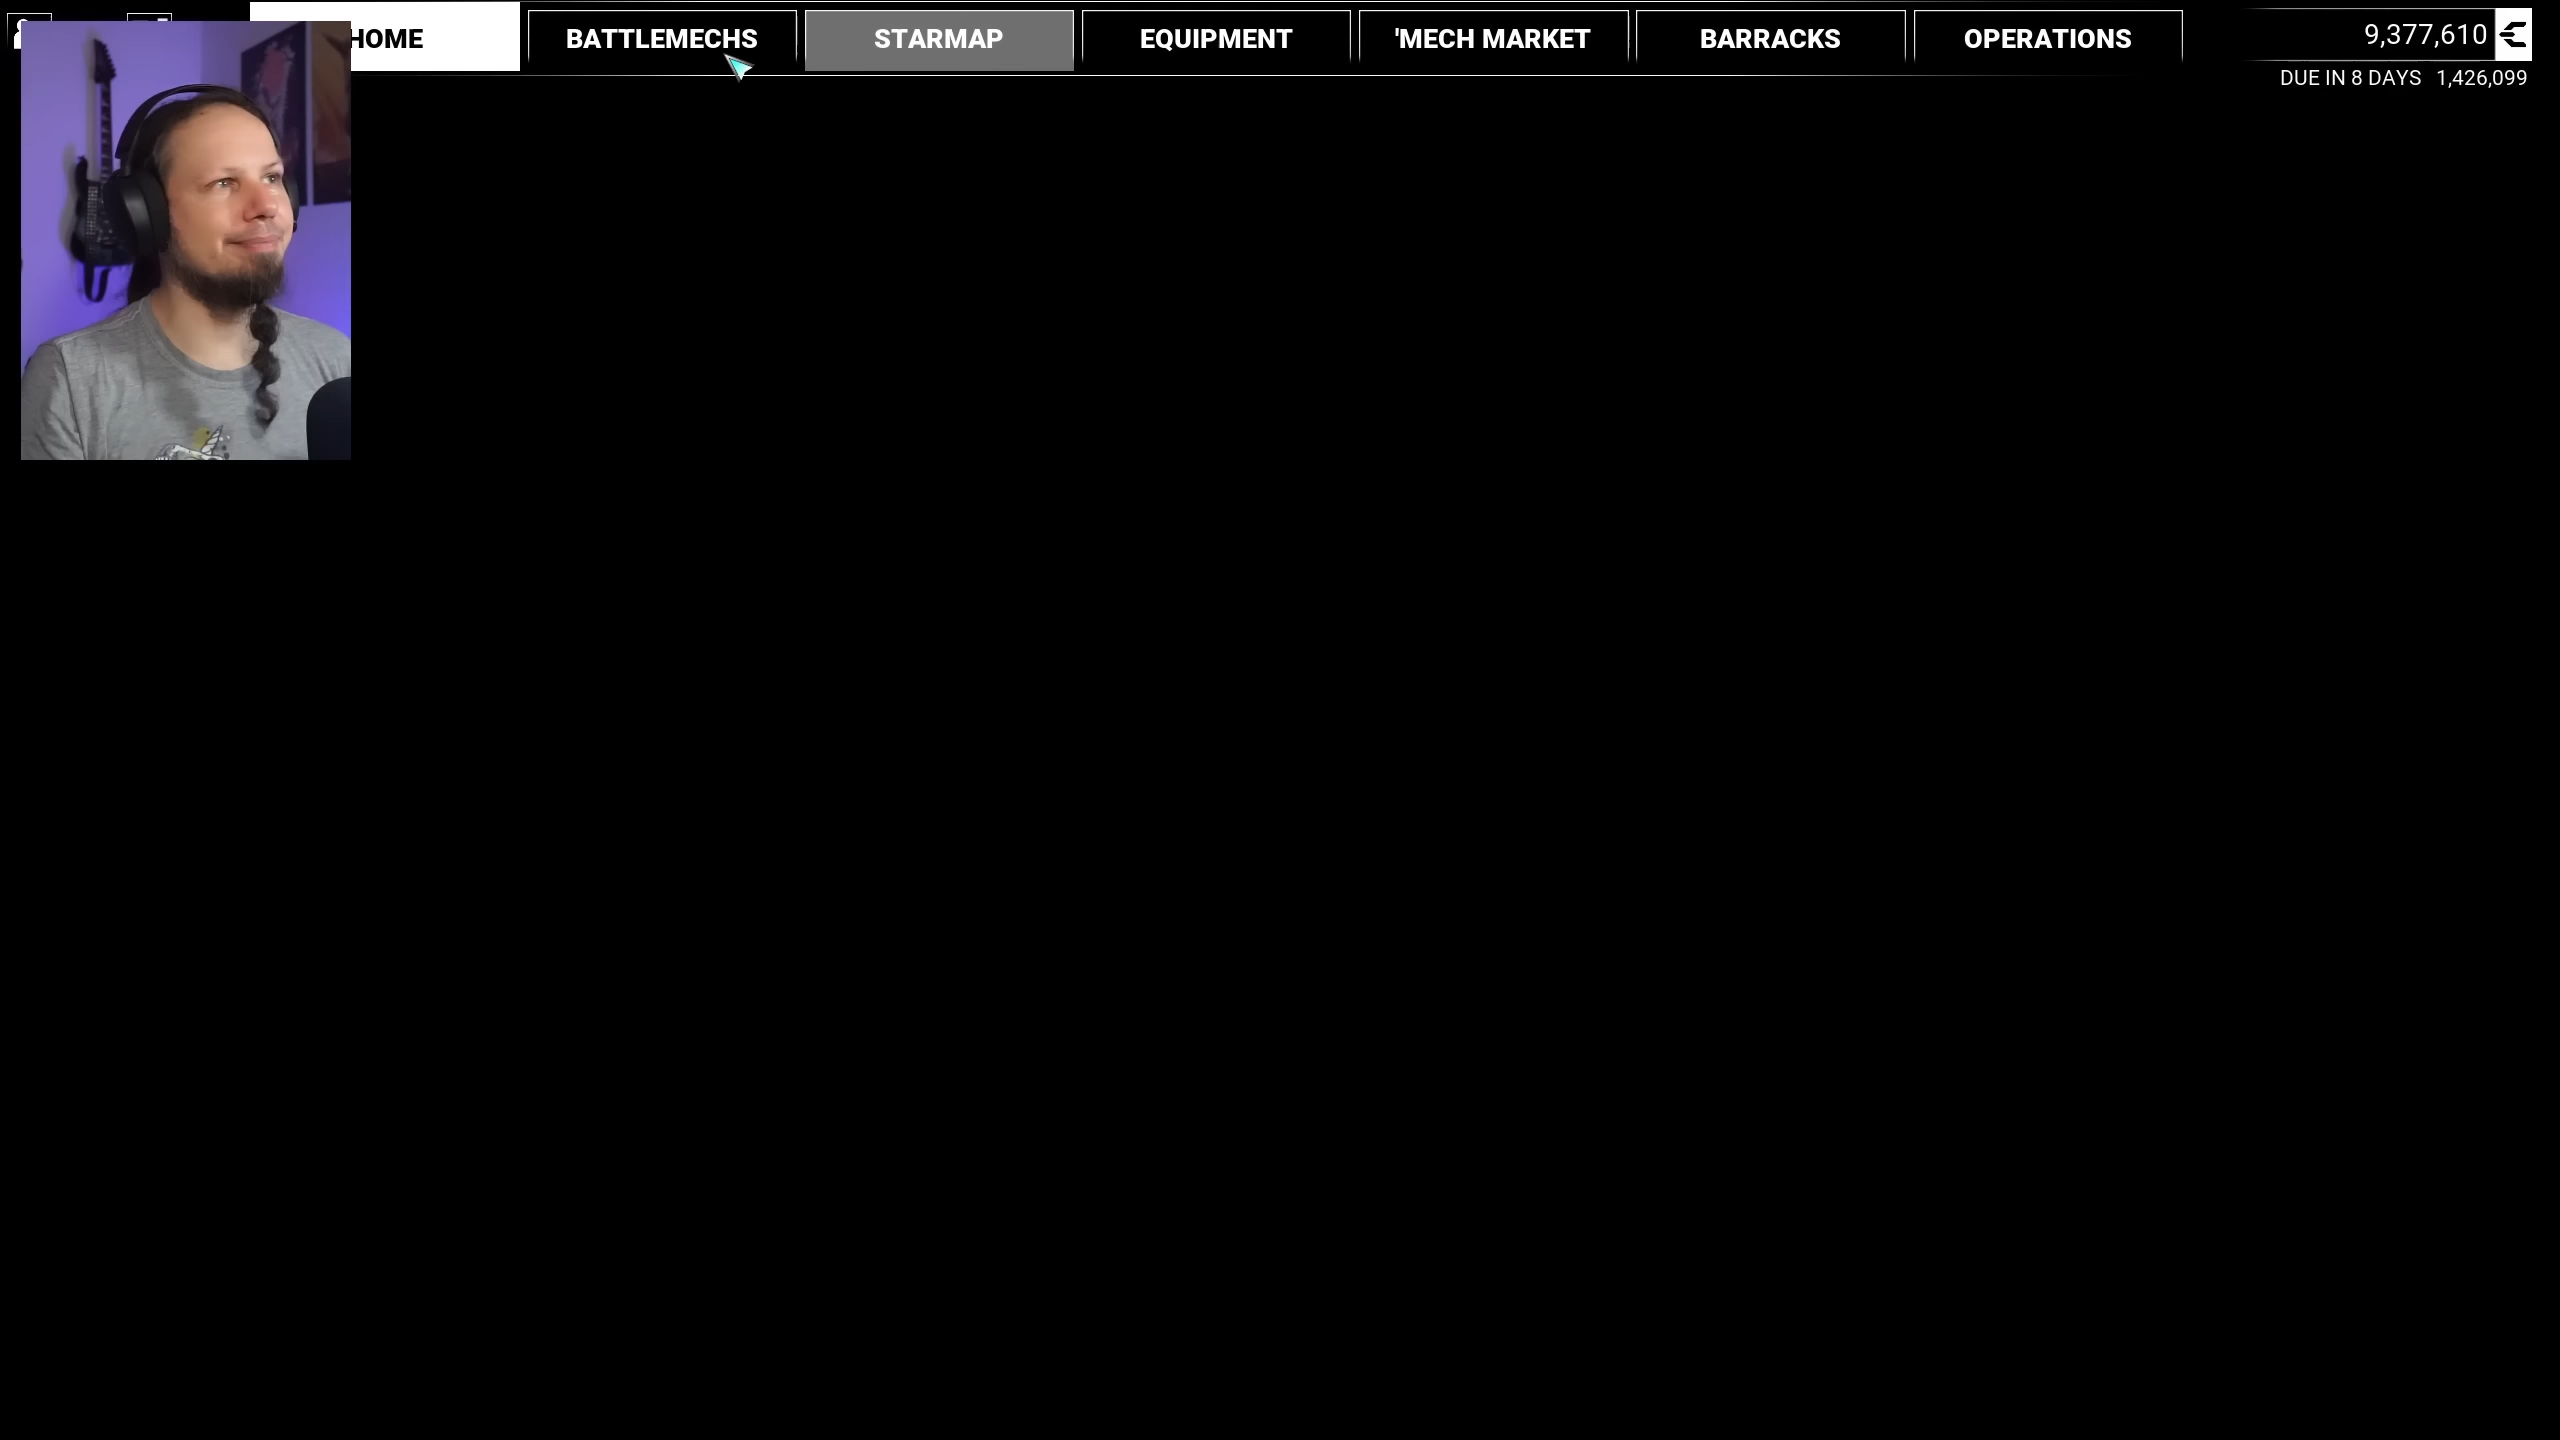 HOME
BATTLEMECHS
STARMAP
EQUIPMENT
'MECH MARKET
BARRACKS
OPERATIONS
9,377,610
DUE IN 8 DAYS 1,426,099